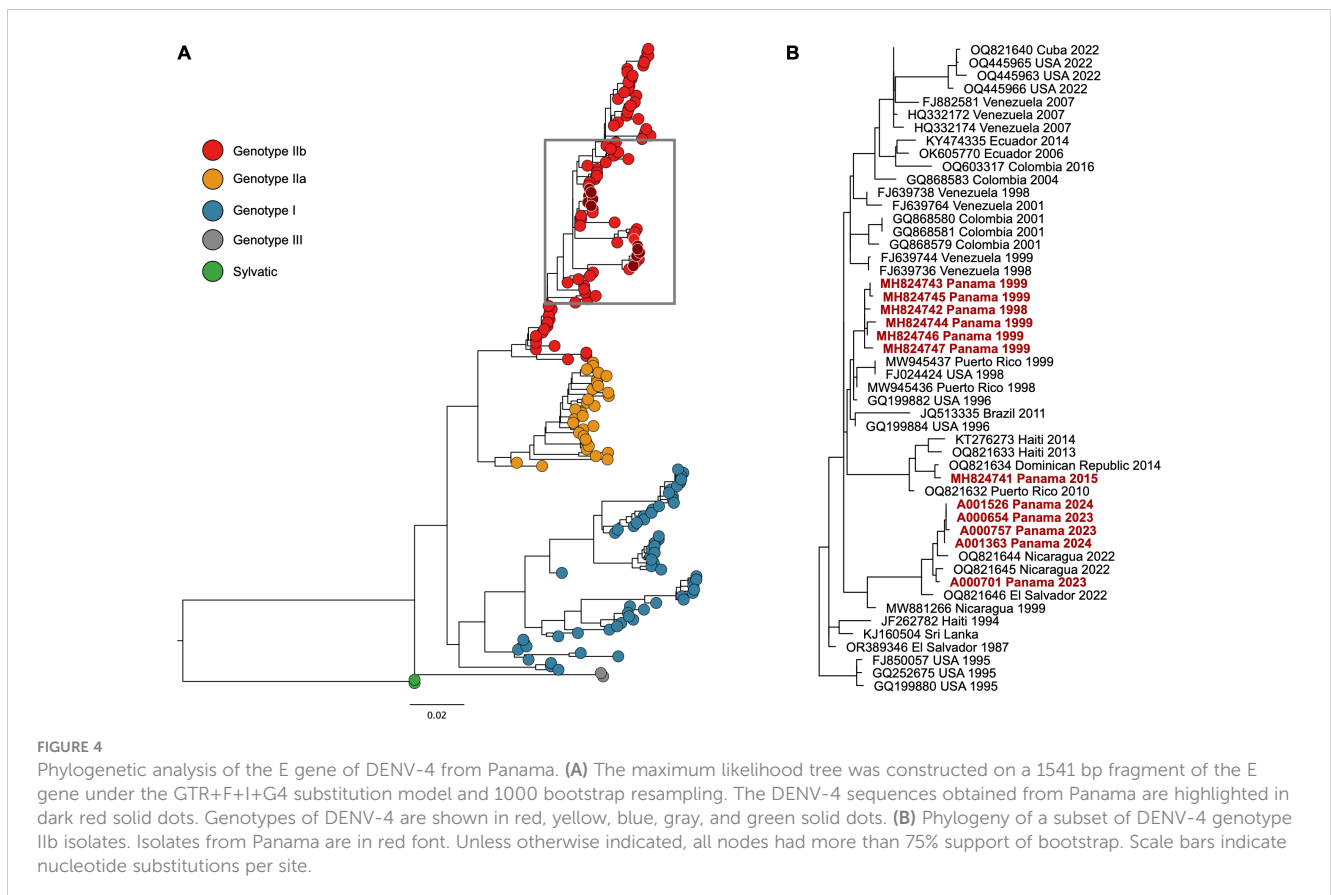 A
Genotype IIb
Genotype IIa
Genotype I
Genotype III
Sylvatic
0.02
B
OQ821640 Cuba 2022
OQ445965 USA 2022
OQ445963 USA 2022
OQ445966 USA 2022
FJ882581 Venezuela 2007
HQ332172 Venezuela 2007
HQ332174 Venezuela 2007
KY474335 Ecuador 2014
OK605770 Ecuador 2006
OQ603317 Colombia 2016
GQ868583 Colombia 2004
FJ639738 Venezuela 1998
FJ639764 Venezuela 2001
GQ868580 Colombia 2001
GQ868581 Colombia 2001
GQ868579 Colombia 2001
FJ639744 Venezuela 1999
FJ639736 Venezuela 1998
MH824743 Panama 1999
MH824745 Panama 1999
MH824742 Panama 1998
MH824744 Panama 1999
MH824746 Panama 1999
MH824747 Panama 1999
MW945437 Puerto Rico 1999
FJ024424 USA 1998
MW945436 Puerto Rico 1998
GQ199882 USA 1996
JQ513335 Brazil 2011
GQ199884 USA 1996
KT276273 Haiti 2014
OQ821633 Haiti 2013
OQ821634 Dominican Republic 2014
MH824741 Panama 2015
OQ821632 Puerto Rico 2010
A001526 Panama 2024
A000654 Panama 2023
A000757 Panama 2023
A001363 Panama 2024
OQ821644 Nicaragua 2022
OQ821645 Nicaragua 2022
A000701 Panama 2023
OQ821646 El Salvador 2022
MW881266 Nicaragua 1999
JF262782 Haiti 1994
KJ160504 Sri Lanka
OR389346 El Salvador 1987
FJ850057 USA 1995
GQ252675 USA 1995
GQ199880 USA 1995
FIGURE 4
Phylogenetic analysis of the E gene of DENV-4 from Panama. (A) The maximum likelihood tree was constructed on a 1541 bp fragment of the E
gene under the GTR+F+I+G4 substitution model and 1000 bootstrap resampling. The DENV-4 sequences obtained from Panama are highlighted in
dark red solid dots. Genotypes of DENV-4 are shown in red, yellow, blue, gray, and green solid dots. (B) Phylogeny of a subset of DENV-4 genotype
IIb isolates. Isolates from Panama are in red font. Unless otherwise indicated, all nodes had more than 75% support of bootstrap. Scale bars indicate
nucleotide substitutions per site.